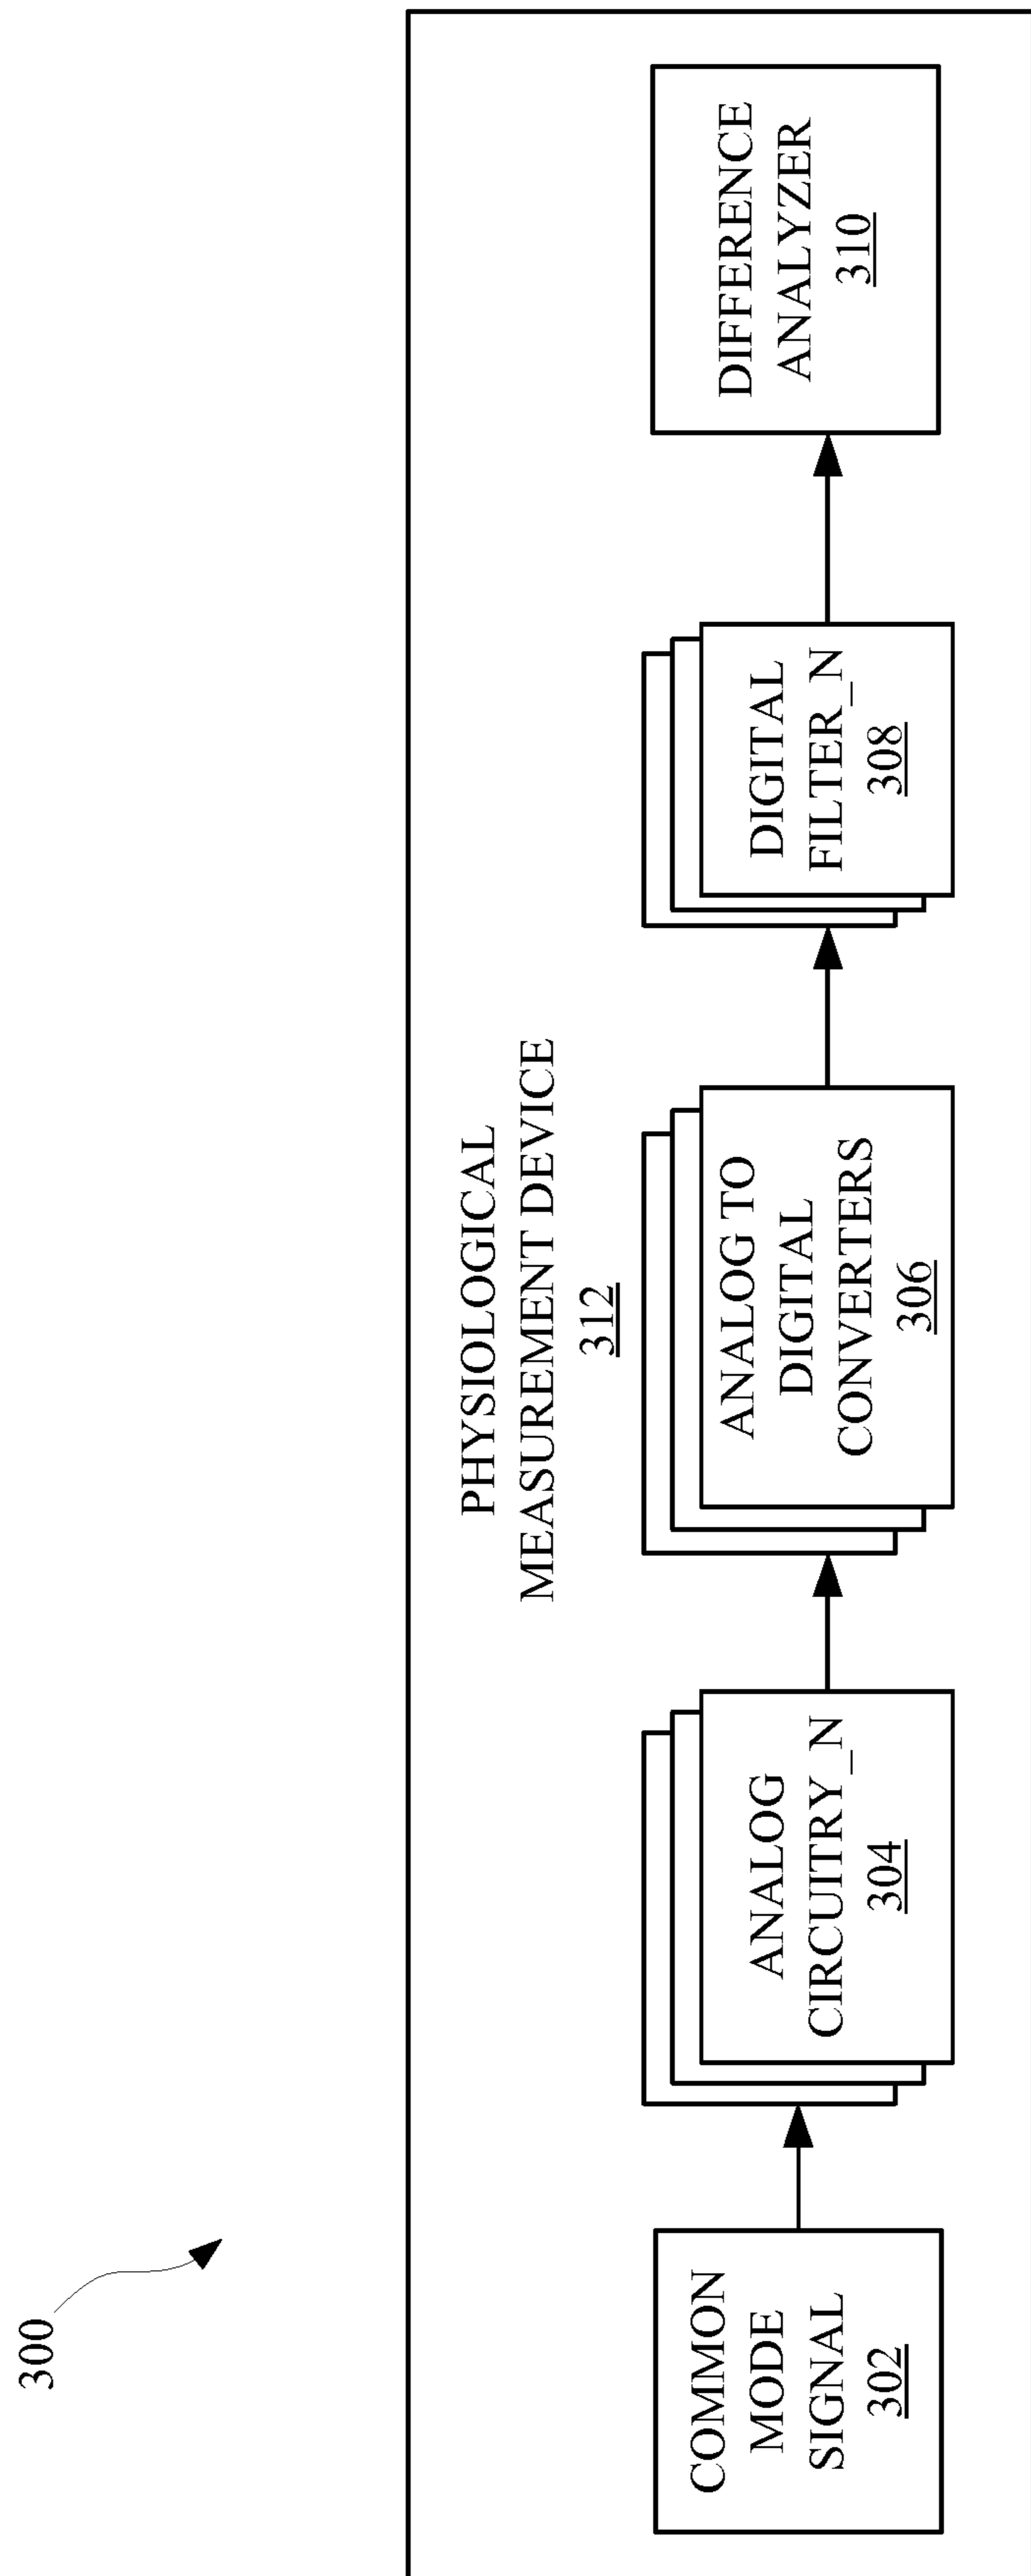 300
PHYSIOLOGICAL
MEASUREMENT DEVICE
312
COMMON
MODE
SIGNAL
302
ANALOG
CIRCUITRY_N
304
ANALOG TO
DIGITAL
CONVERTERS
306
DIGITAL
FILTER_N
308
DIFFERENCE
ANALYZER
310